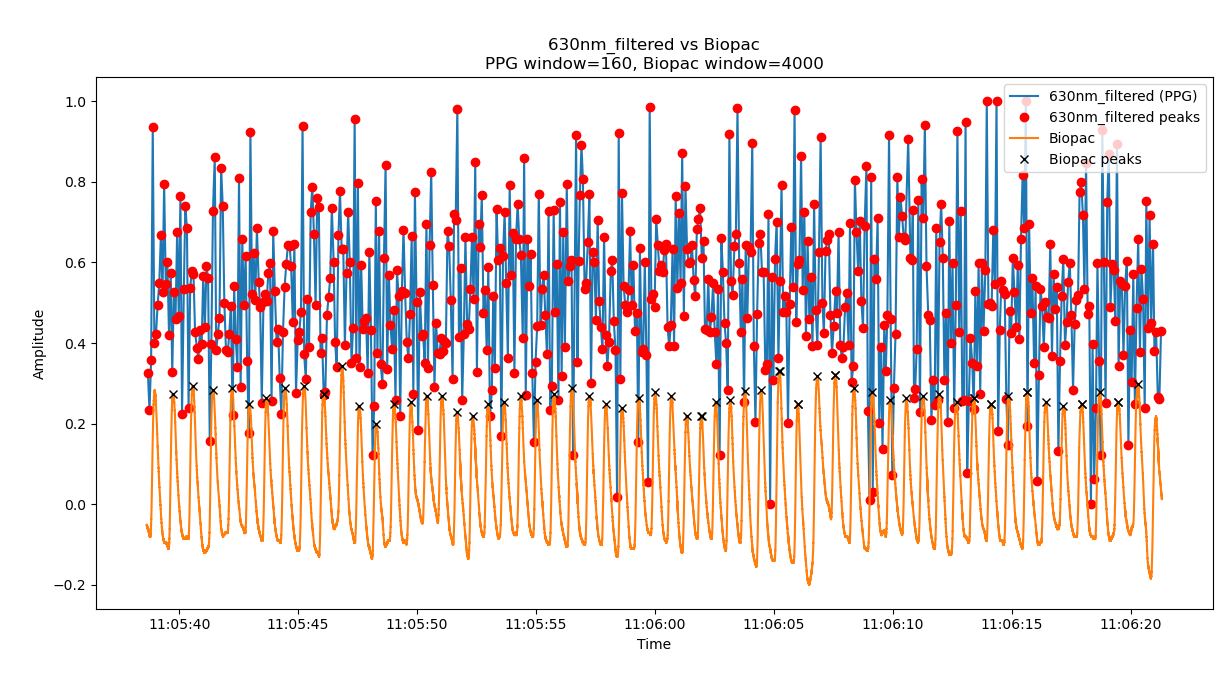 630nm_filtered vs Biopac
PPG window=160, Biopac window=4000
630nm_filtered (PPG)
630nm_filtered peaks
Biopac
Biopac peaks
Amplitude
1.0
0.8
0.6
0.4
0.2
0.0
−0.2
11:05:40
11:05:45
11:05:50
11:05:55
11:06:00
11:06:05
11:06:10
11:06:15
11:06:20
Time